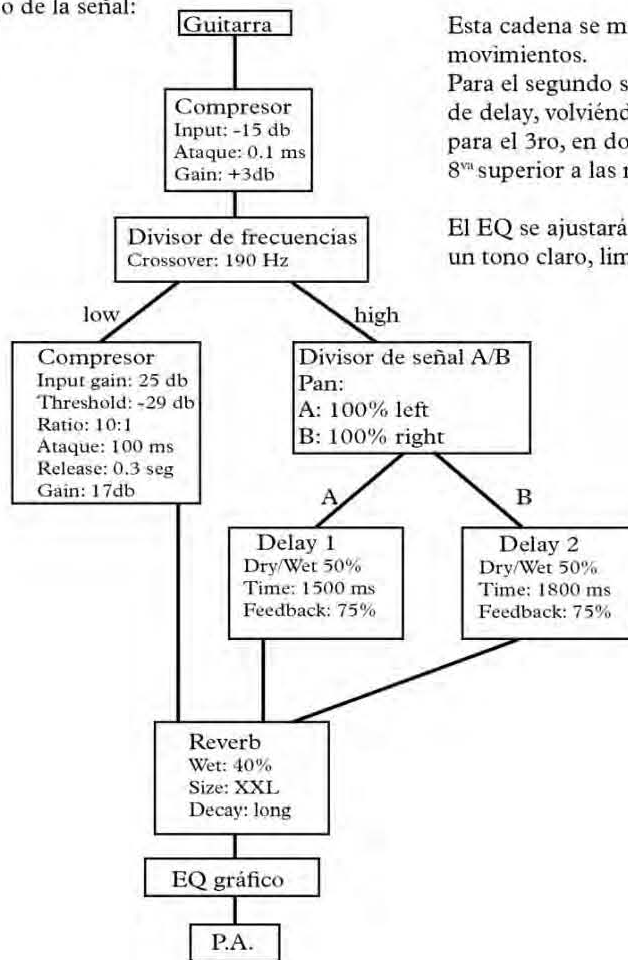 o de la señal:
Guitarra
Esta cadena se m
movimientos.
Para el segundo s
de delay, volviénd
para el 3ro, en do
8va superior a las
El EQ se ajustará
un tono claro, lim
Compresor
Input: -15 db
Ataque: 0.1 ms
Gain: +3db
Divisor de frecuencias
Crossover: 190 Hz
low
high
Compresor
Input gain: 25 db
Threshold: -29 db
Ratio: 10:1
Ataque: 100 ms
Release: 0.3 seg
Gain: 17db
Divisor de señal A/B
Pan:
A: 100% left
B: 100% right
A
B
Delay 1
Dry/Wet 50%
Time: 1500 ms
Feedback: 75%
Delay 2
Dry/Wet 50%
Time: 1800 ms
Feedback: 75%
Reverb
Wet: 40%
Size: XXL
Decay: long
EQ gráfico
P.A.